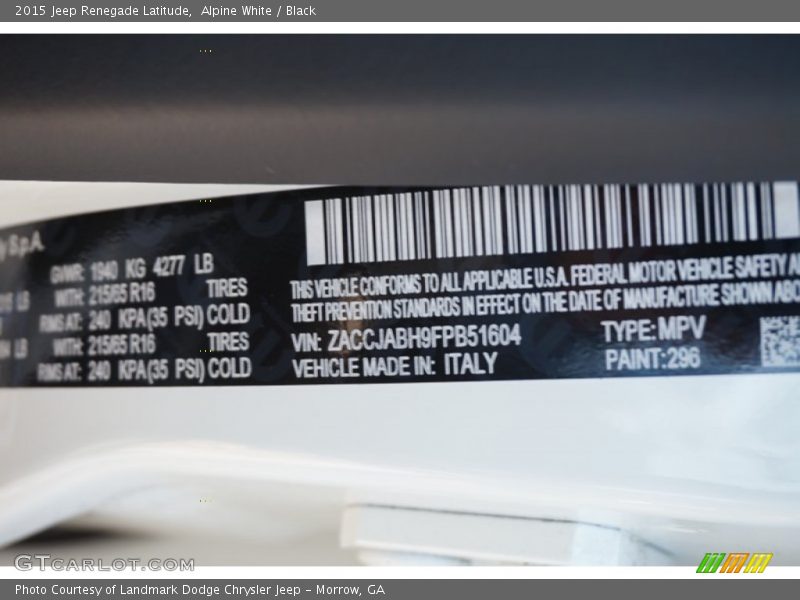 2015 Jeep Renegade Latitude, Alpine White / Black
S.p.A.
GVWR: 1940 KG 4277 LB
LB
WITH: 215/65 R16 TIRES
RIMS AT: 240 KPA(35 PSI) COLD
LB
WITH: 215/65 R16 TIRES
RIMS AT: 240 KPA(35 PSI) COLD
THIS VEHICLE CONFORMS TO ALL APPLICABLE U.S.A. FEDERAL MOTOR VEHICLE SAFETY
THEFT PREVENTION STANDARDS IN EFFECT ON THE DATE OF MANUFACTURE SHOWN
VIN: ZACCJABH9FPB51604 TYPE: MPV
VEHICLE MADE IN: ITALY PAINT: 296
GTCARLOT.COM
Photo Courtesy of Landmark Dodge Chrysler Jeep - Morrow, GA